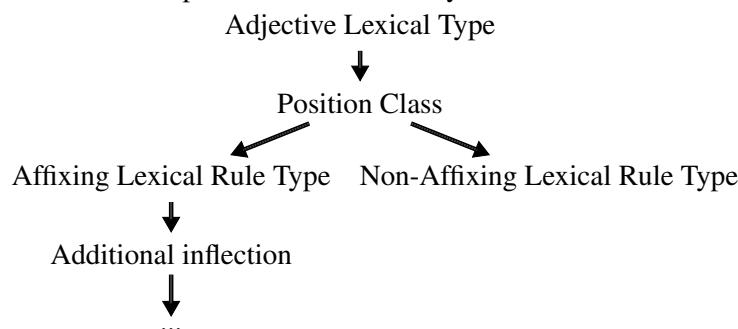 Adjective Lexical Type
Position Class
Affixing Lexical Rule Type Non-Affixing Lexical Rule Type
Additional inflection
...